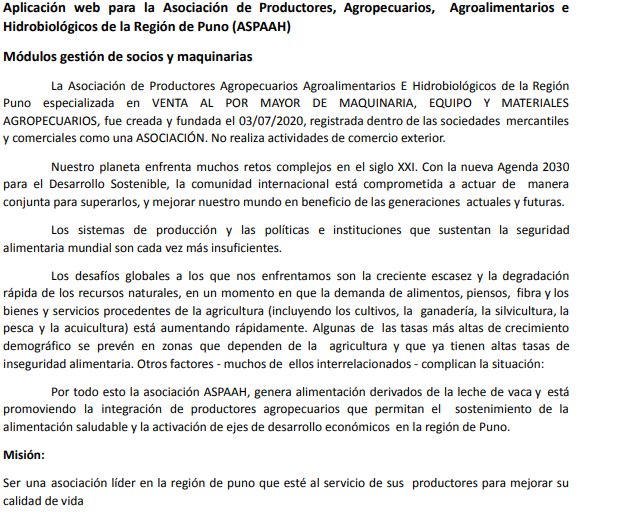 Aplicación web para la Asociación de Productores, Agropecuarios, Agroalimentarios e
Hidrobiológicos de la Región de Puno (ASPAAH)
Módulos gestión de socios y maquinarias
La Asociación de Productores Agropecuarios Agroalimentarios E Hidrobiológicos de la Región
Puno especializada en VENTA AL POR MAYOR DE MAQUINARIA, EQUIPO Y MATERIALES
AGROPECUARIOS, fue creada y fundada el 03/07/2020, registrada dentro de las sociedades mercantiles
y comerciales como una ASOCIACIÓN. No realiza actividades de comercio exterior.
Nuestro planeta enfrenta muchos retos complejos en el siglo XXI. Con la nueva Agenda 2030
para el Desarrollo Sostenible, la comunidad internacional está comprometida a actuar de manera
conjunta para superarlos, y mejorar nuestro mundo en beneficio de las generaciones actuales y futuras.
Los sistemas de producción y las políticas e instituciones que sustentan la seguridad
alimentaria mundial son cada vez más insuficientes.
Los desafíos globales a los que nos enfrentamos son la creciente escasez y la degradación
rápida de los recursos naturales, en un momento en que la demanda de alimentos, piensos, fibra y los
bienes y servicios procedentes de la agricultura (incluyendo los cultivos, la ganadería, la silvicultura, la
pesca y la acuicultura) está aumentando rápidamente. Algunas de las tasas más altas de crecimiento
demográfico se prevén en zonas que dependen de la agricultura y que ya tienen altas tasas de
inseguridad alimentaria. Otros factores - muchos de ellos interrelacionados - complican la situación:
Por todo esto la asociación ASPAAH, genera alimentación derivados de la leche de vaca y está
promoviendo la integración de productores agropecuarios que permitan el sostenimiento de la
alimentación saludable y la activación de ejes de desarrollo económicos en la región de Puno.
Misión:
Ser una asociación líder en la región de puno que esté al servicio de sus productores para mejorar su
calidad de vida